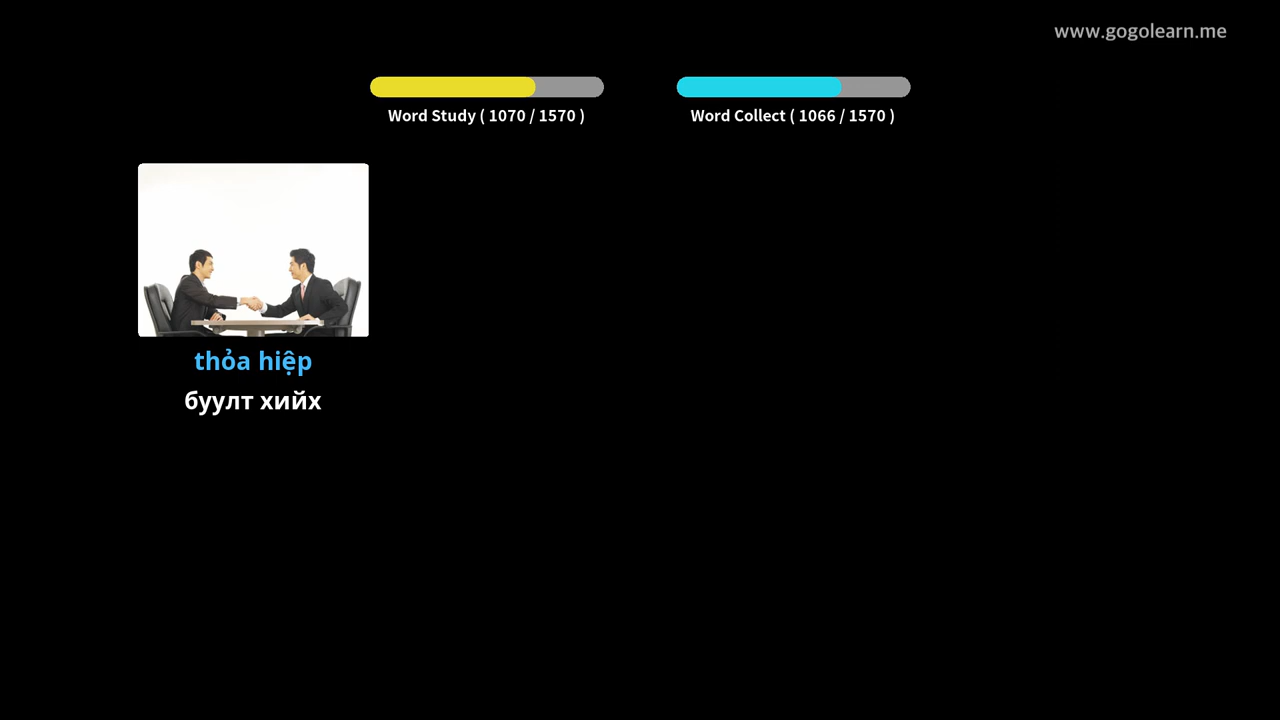 www.gogolearn.me
Word Study ( 1070 / 1570 )
Word Collect ( 1066 / 1570 )
thỏa hiệp
буулт хийх